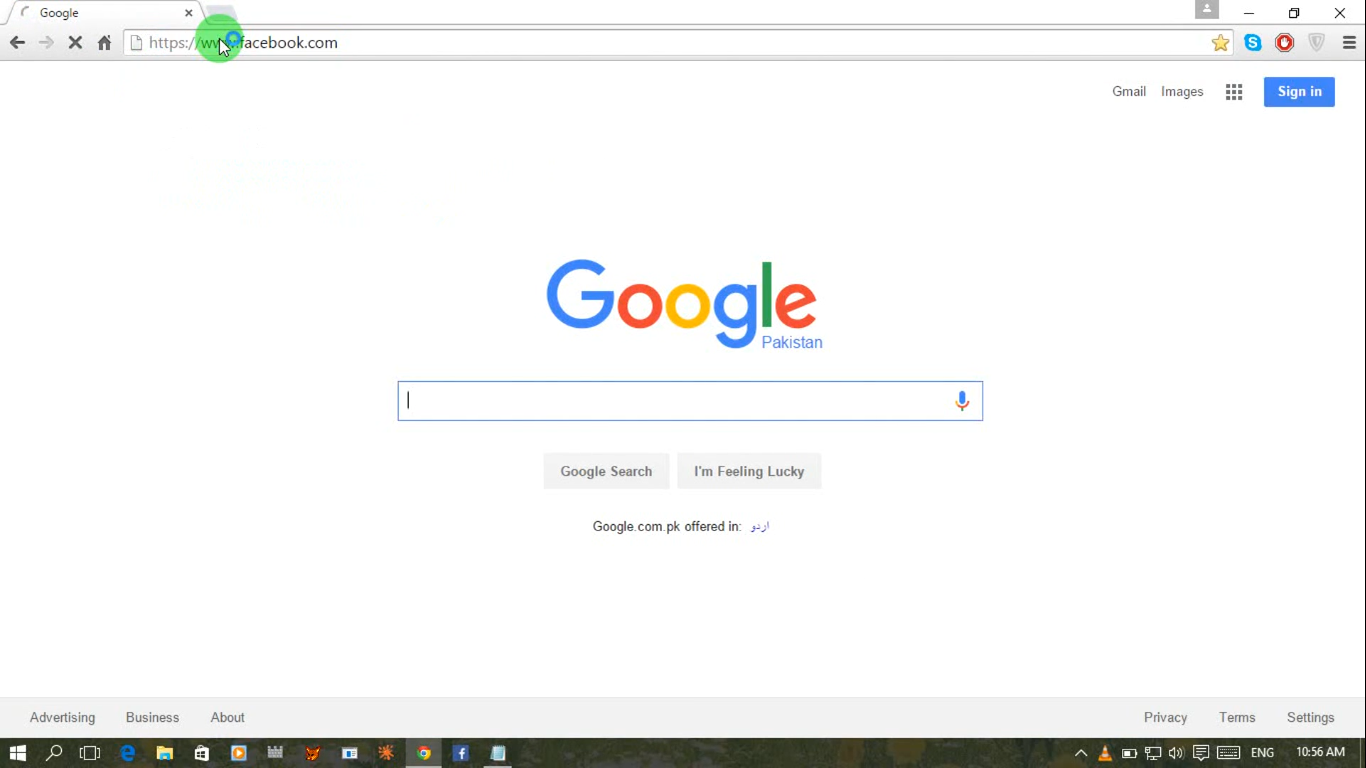 Google
https://www.facebook.com
Gmail Images Sign in
Google
Pakistan
Google Search I'm Feeling Lucky
Google.com.pk offered in: اردو
Advertising Business About Privacy Terms Settings
ENG 10:56 AM